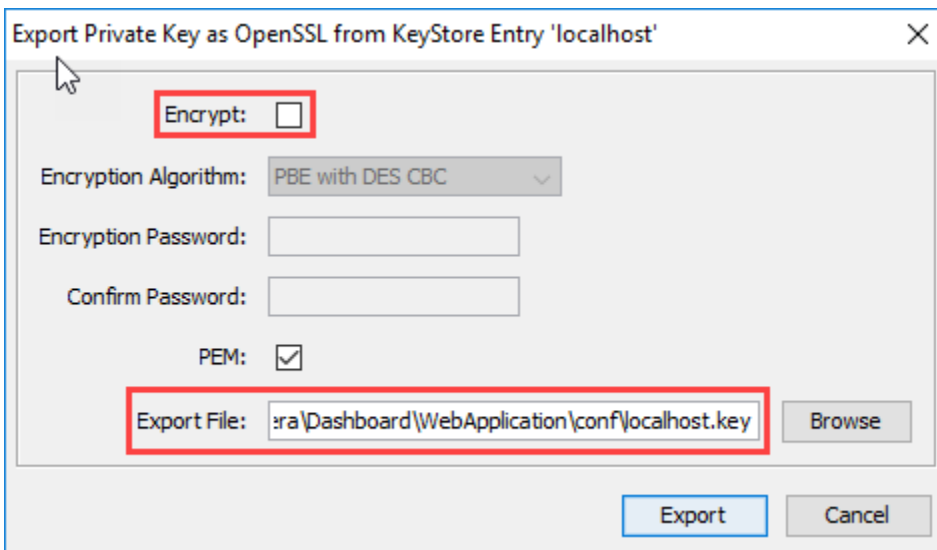 Export Private Key as OpenSSL from KeyStore Entry 'localhost'
Encrypt:
Encryption Algorithm: PBE with DES CBC
Encryption Password:
Confirm Password:
PEM:
Export File: era\Dashboard\WebApplication\conf\localhost.key Browse
Export Cancel